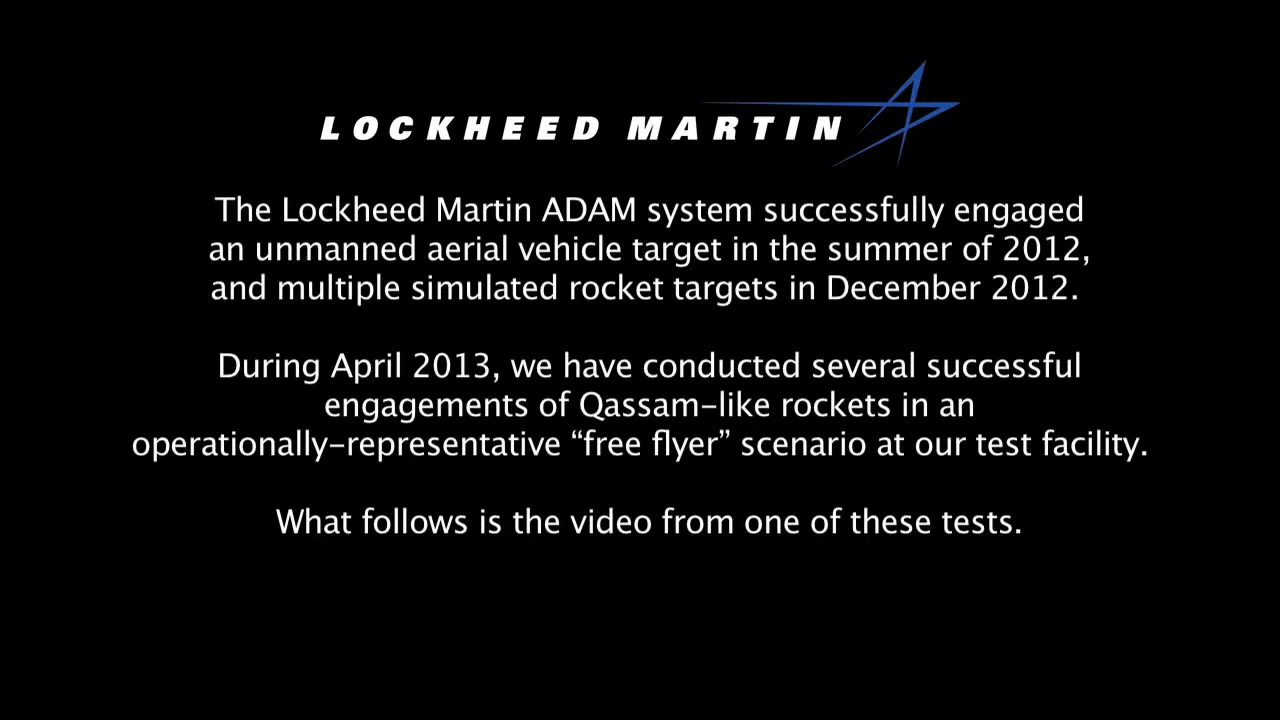 LOCKHEED MARTIN
The Lockheed Martin ADAM system successfully engaged
an unmanned aerial vehicle target in the summer of 2012,
and multiple simulated rocket targets in December 2012.
During April 2013, we have conducted several successful
engagements of Qassam-like rockets in an
operationally-representative “free flyer” scenario at our test facility.
What follows is the video from one of these tests.